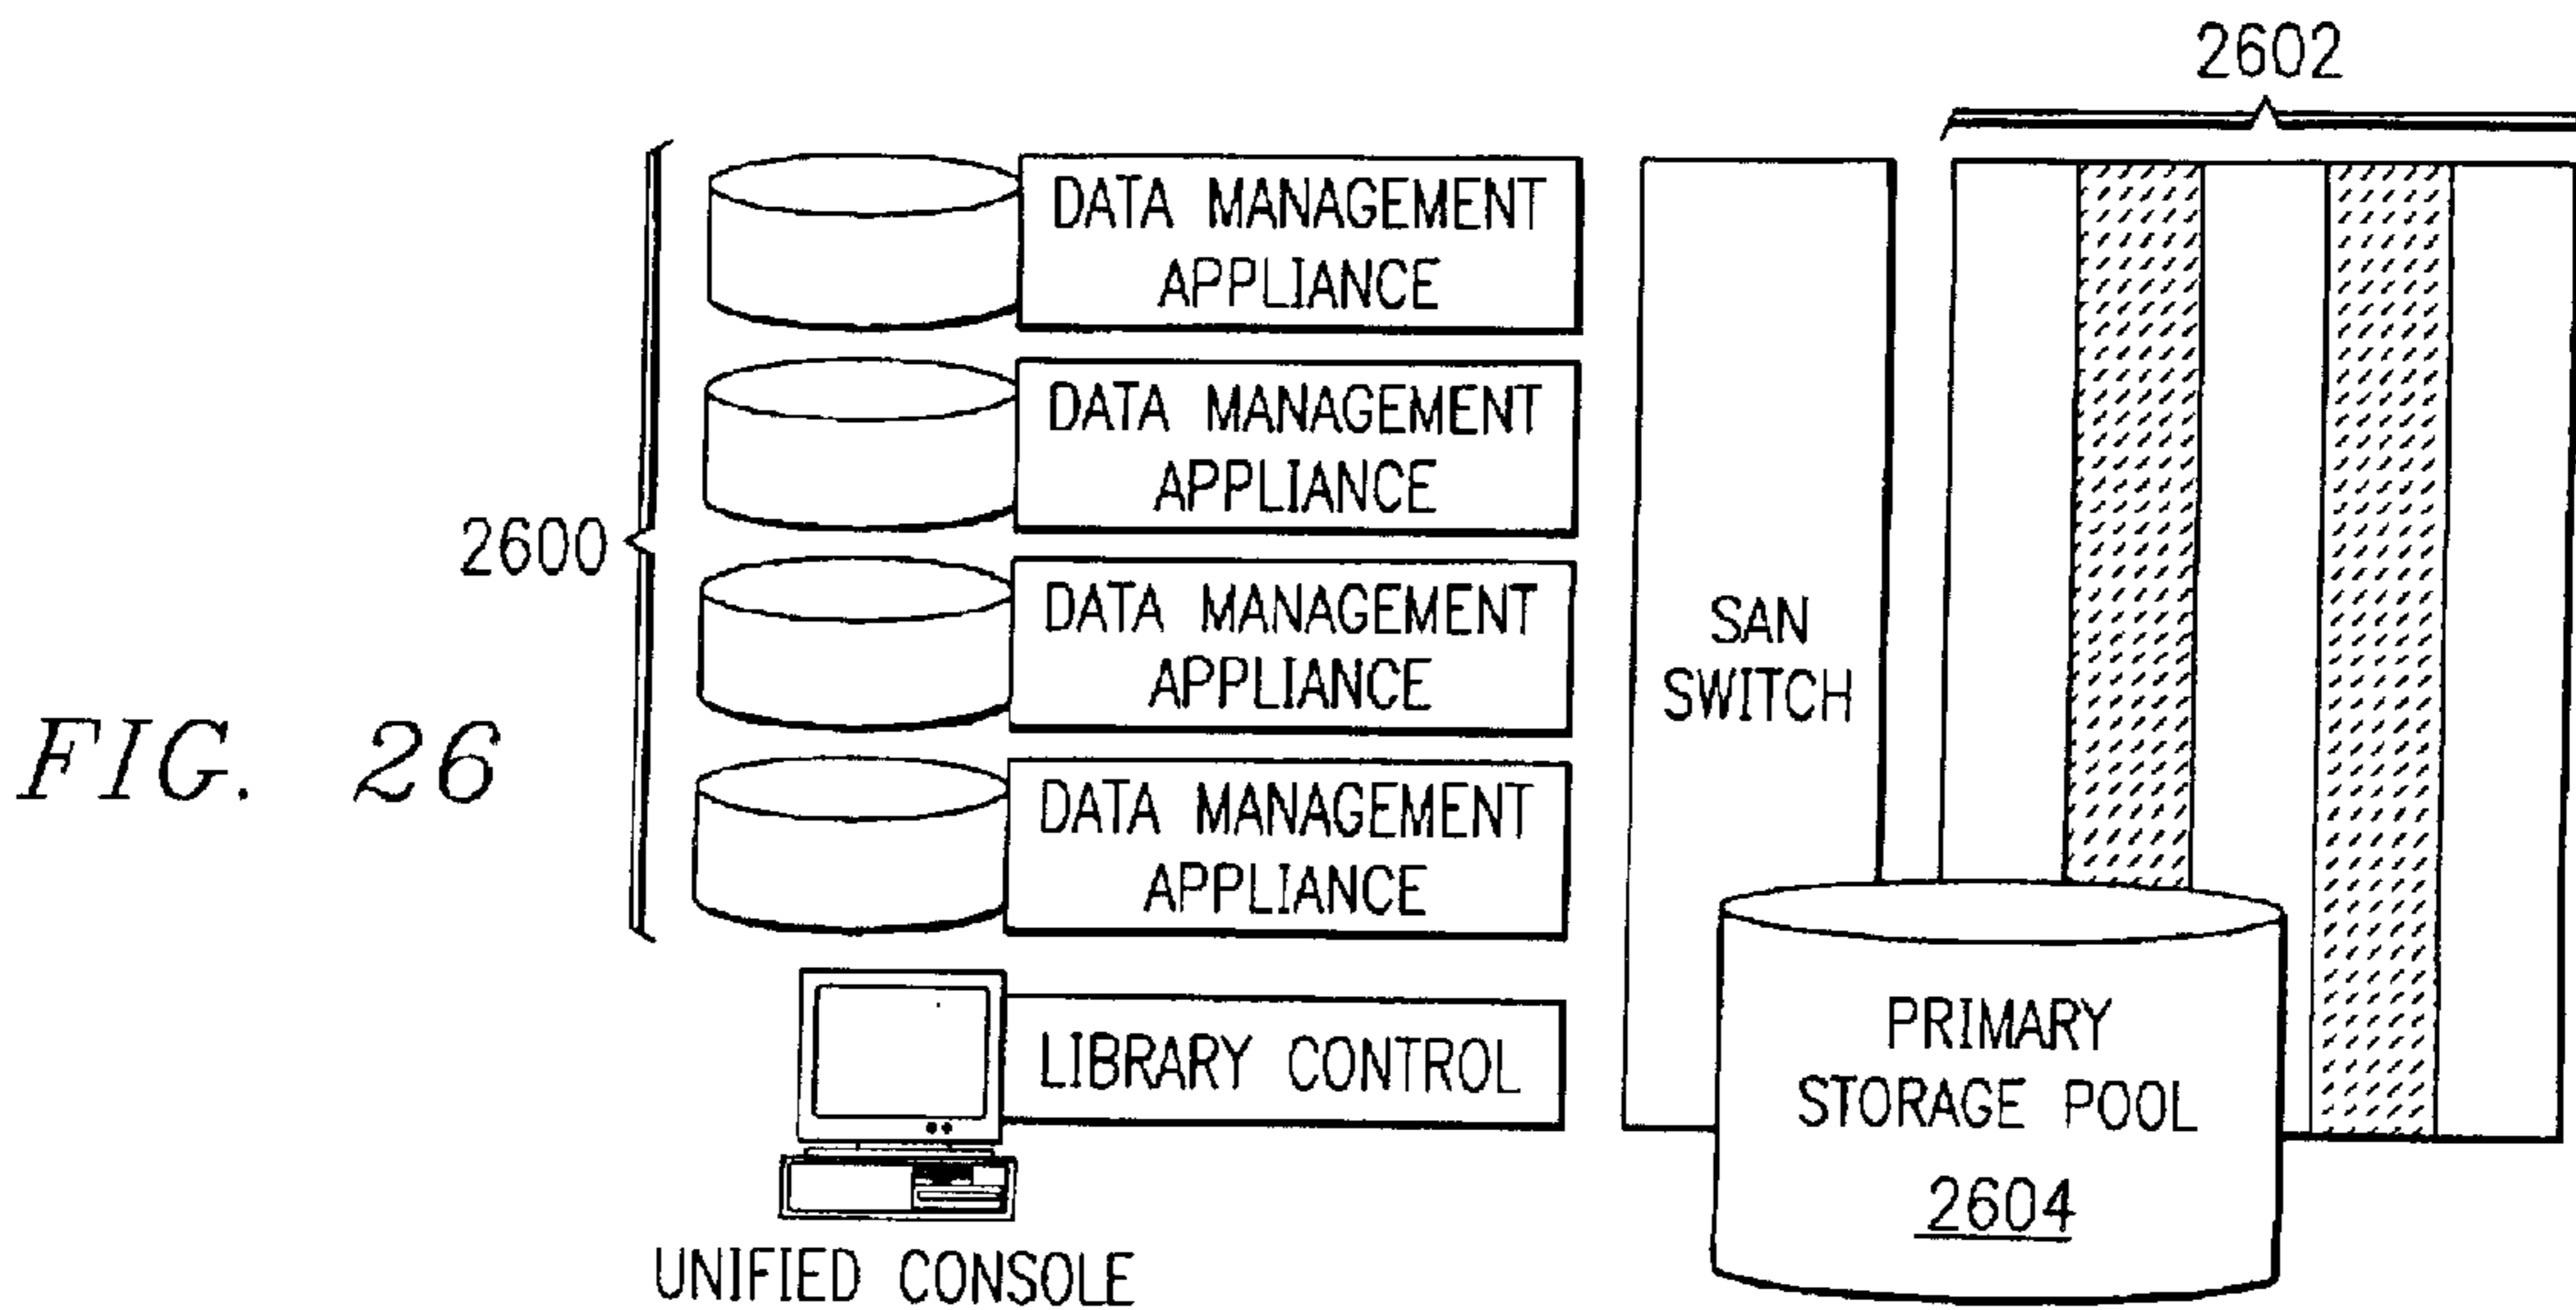 2602
DATA MANAGEMENT
APPLIANCE
DATA MANAGEMENT
APPLIANCE
2600
DATA MANAGEMENT
APPLIANCE
SAN
SWITCH
FIG. 26
DATA MANAGEMENT
APPLIANCE
LIBRARY CONTROL
PRIMARY
STORAGE POOL
2604
UNIFIED CONSOLE